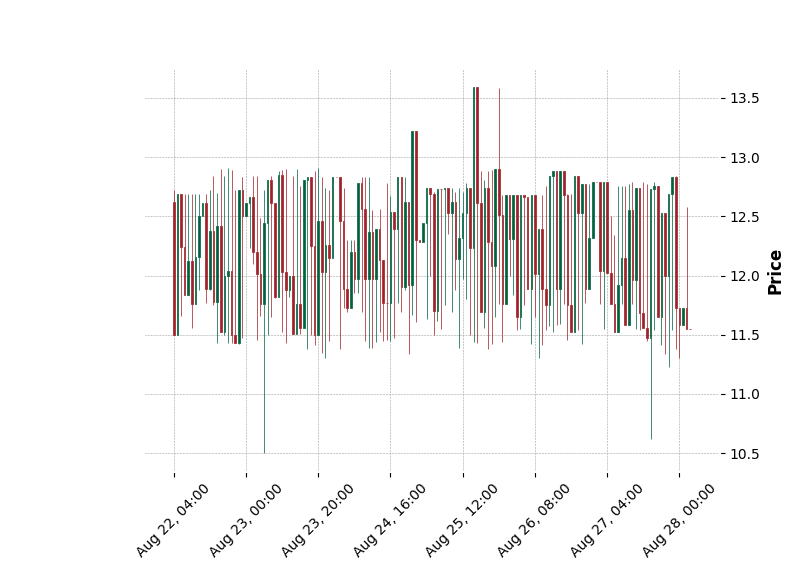 13.5
13.0
12.5
12.0
11.5
11.0
10.5
Price
Aug 22, 04:00
Aug 23, 00:00
Aug 23, 20:00
Aug 24, 16:00
Aug 25, 12:00
Aug 26, 08:00
Aug 27, 04:00
Aug 28, 00:00